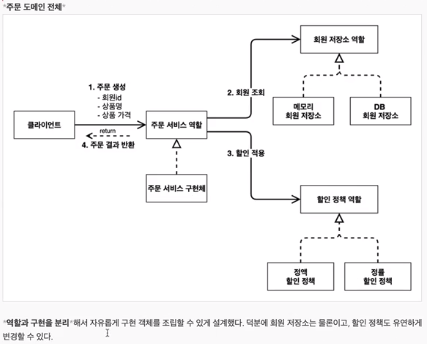 "주문 도메인 전체"
회원 저장소 역할
1. 주문 생성
- 회원id
- 상품명
- 상품 가격
2. 회원 조회
메모리
회원 저장소
DB
회원 저장소
클라이언트
return
4. 주문 결과 반환
주문 서비스 역할
3. 할인 적용
주문 서비스 구현체
할인 정책 역할
정액
할인 정책
정률
할인 정책
"역할과 구현을 분리"해서 자유롭게 구현 객체를 조립할 수 있게 설계했다. 덕분에 회원 저장소는 물론이고, 할인 정책도 유연하게
변경할 수 있다.